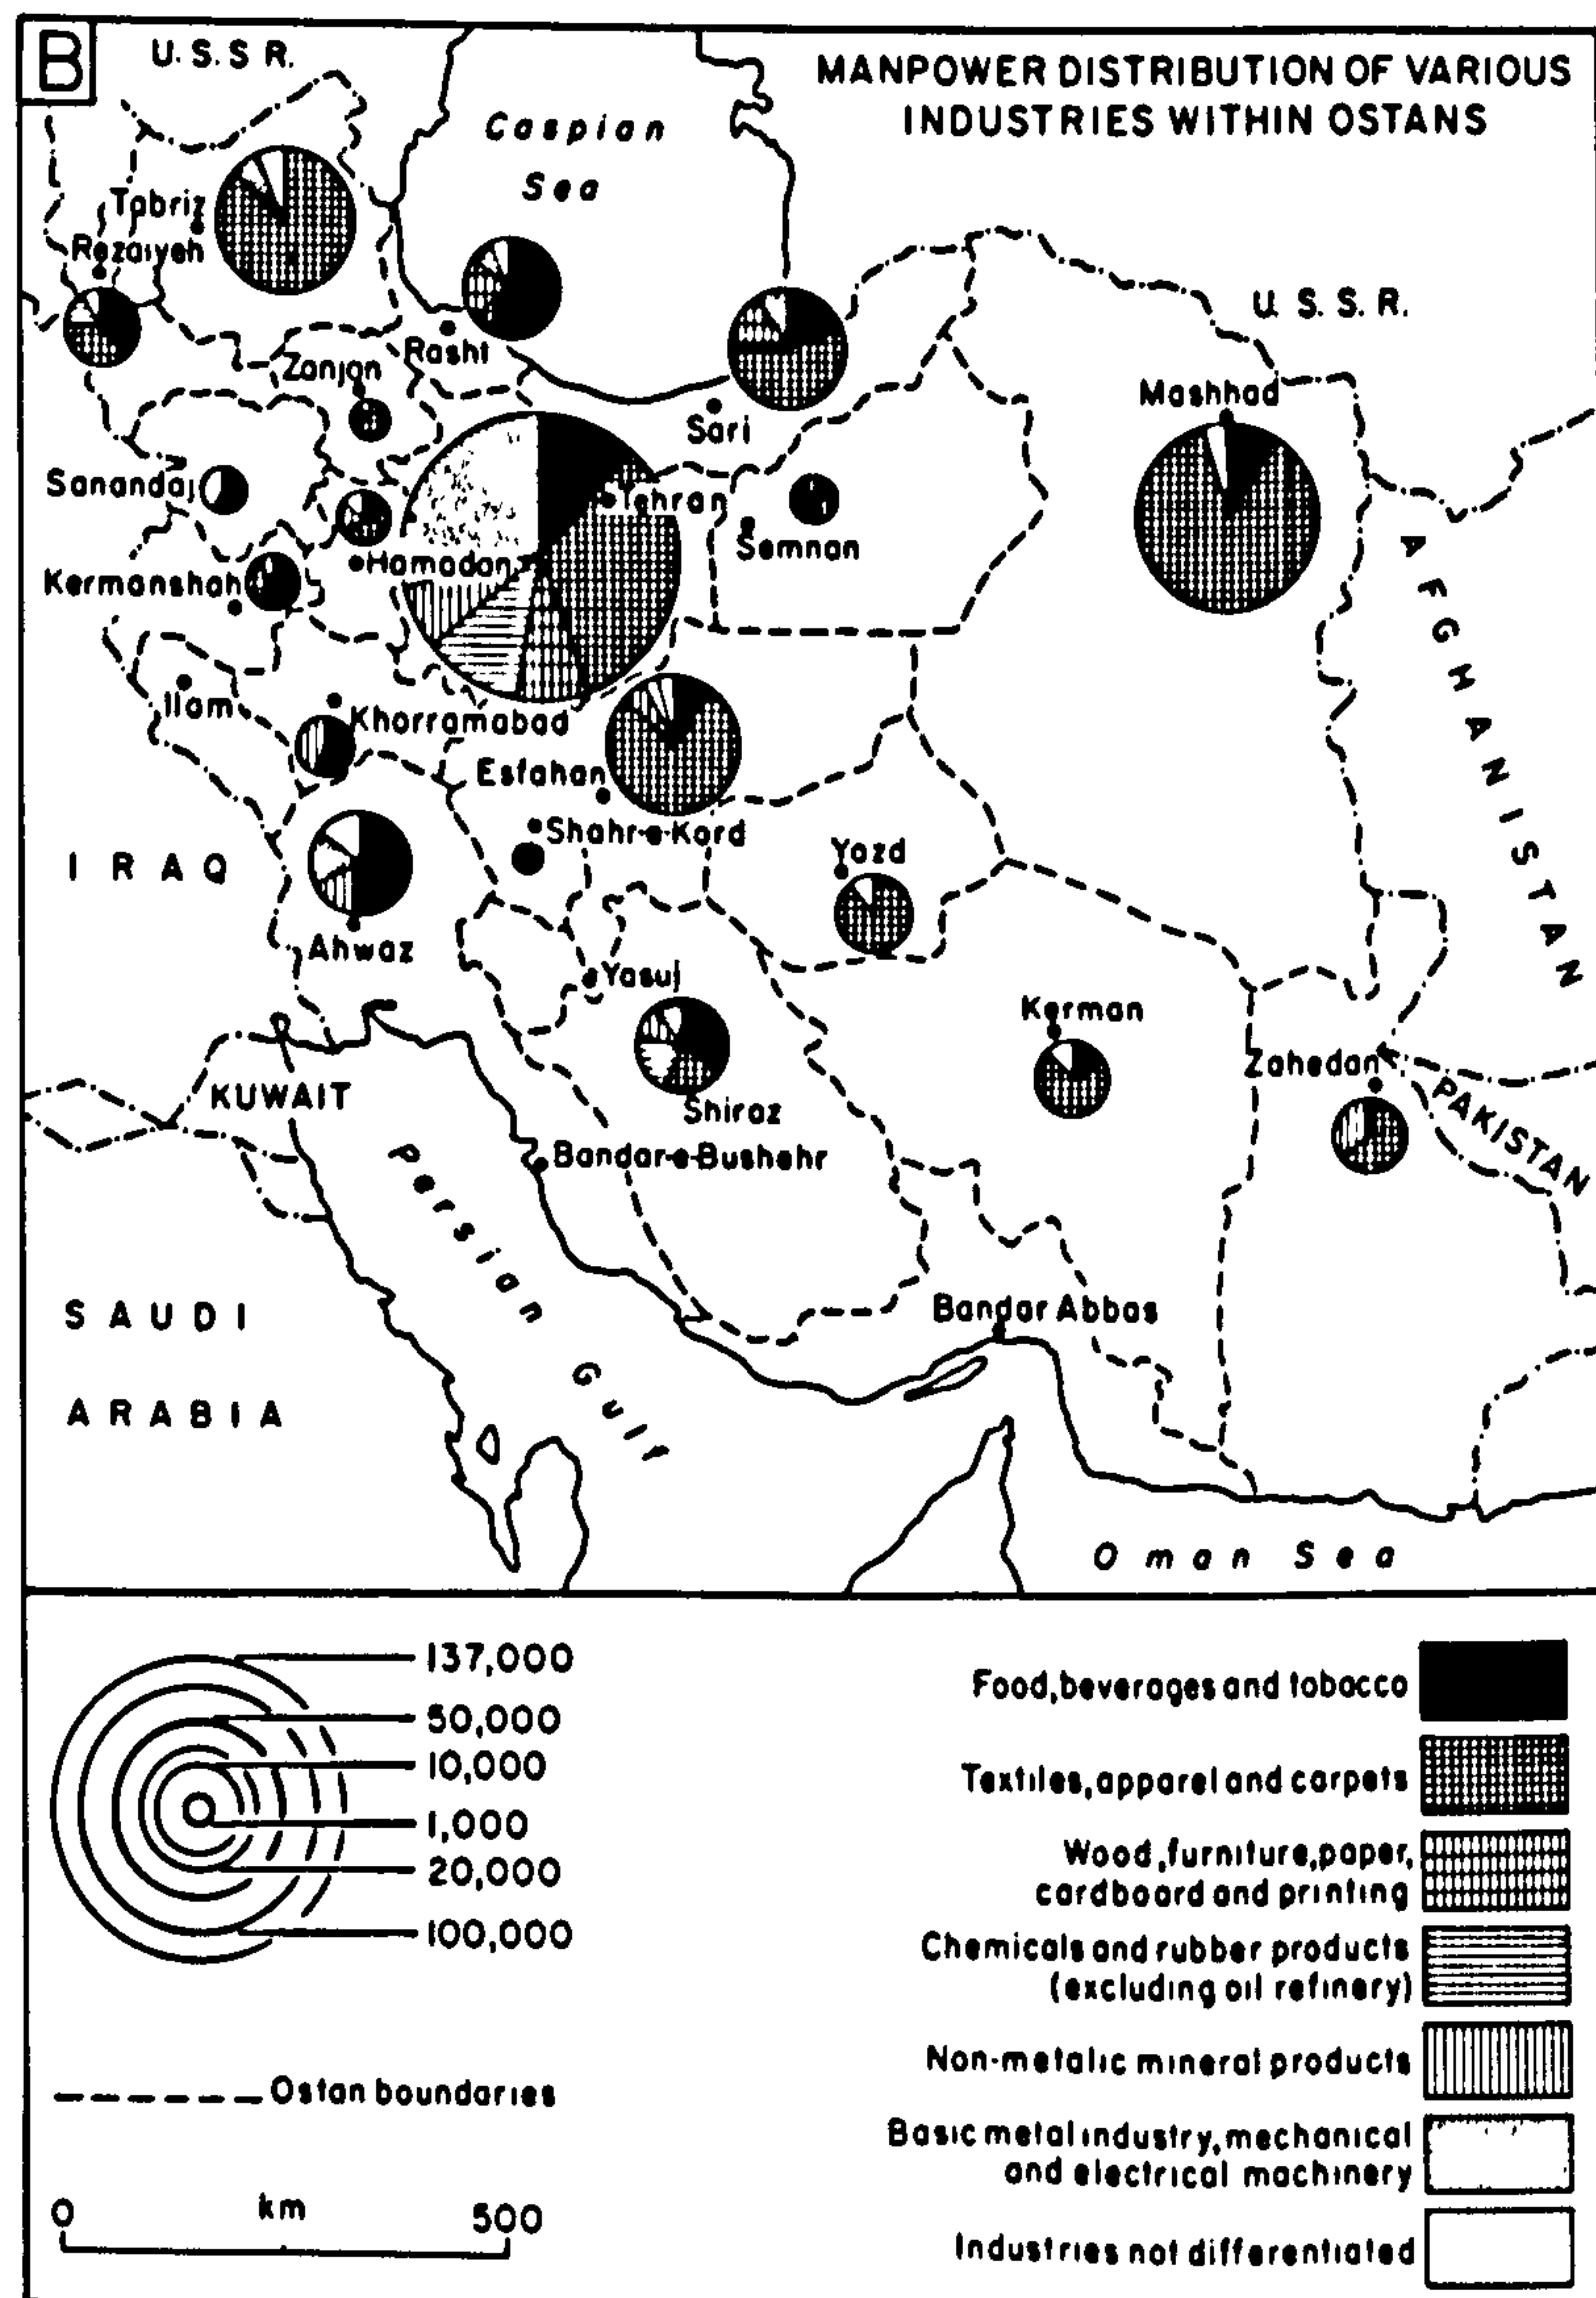 B
U.S.S R.
MANPOWER DISTRIBUTION OF VARIOUS
INDUSTRIES WITHIN OSTANS
Caspian
Sea
Tabriz
Rezaiyeh
U. S. S. R.
Zanjan
Rasht
Mashhad
Sari
Sanandaj
Tehran
Semnan
Hamadan
Kermanshah
AFGHANISTAN
Ilam
Khorramabad
Esfahan
Shahr-e-Kord
Yazd
IRAQ
Ahwaz
Yasuj
Kerman
Zahedan
KUWAIT
Shiraz
PAKISTAN
Bandar-e-Bushehr
Persian Gulf
SAUDI
ARABIA
Bandar Abbas
Oman Sea
137,000
50,000
10,000
1,000
20,000
100,000
Ostan boundaries
0 km 500
Food,beverages and tobacco
Textiles,apparel and carpets
Wood,furniture,paper,
cardboard and printing
Chemicals and rubber products
(excluding oil refinery)
Non-metalic mineral products
Basic metal industry,mechanical
and electrical machinery
Industries not differentiated